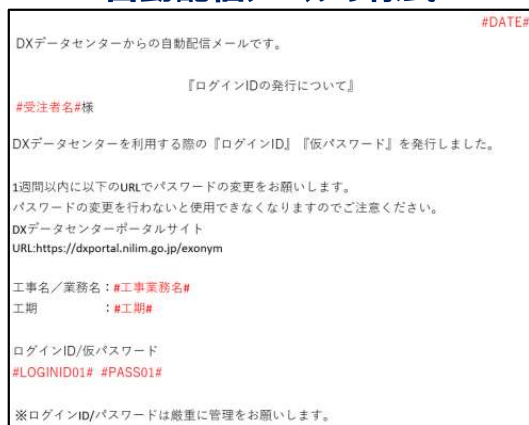 #DATE#
DXデータセンターからの自動配信メールです。
『ログインIDの発行について』
#受注者名#様
DXデータセンターを利用する際の『ログインID』『仮パスワード』を発行しました。
1週間以内に以下のURLでパスワードの変更をお願いします。
パスワードの変更を行わないと使用できなくなりますのでご注意ください。
DXデータセンターポータルサイト
URL:https://dxportal.nilim.go.jp/exonym
工事名／業務名：#工事業務名#
工期　　　　　：#工期#
ログインID/仮パスワード
#LOGINID01# #PASS01#
※ログインID/パスワードは厳重に管理をお願いします。